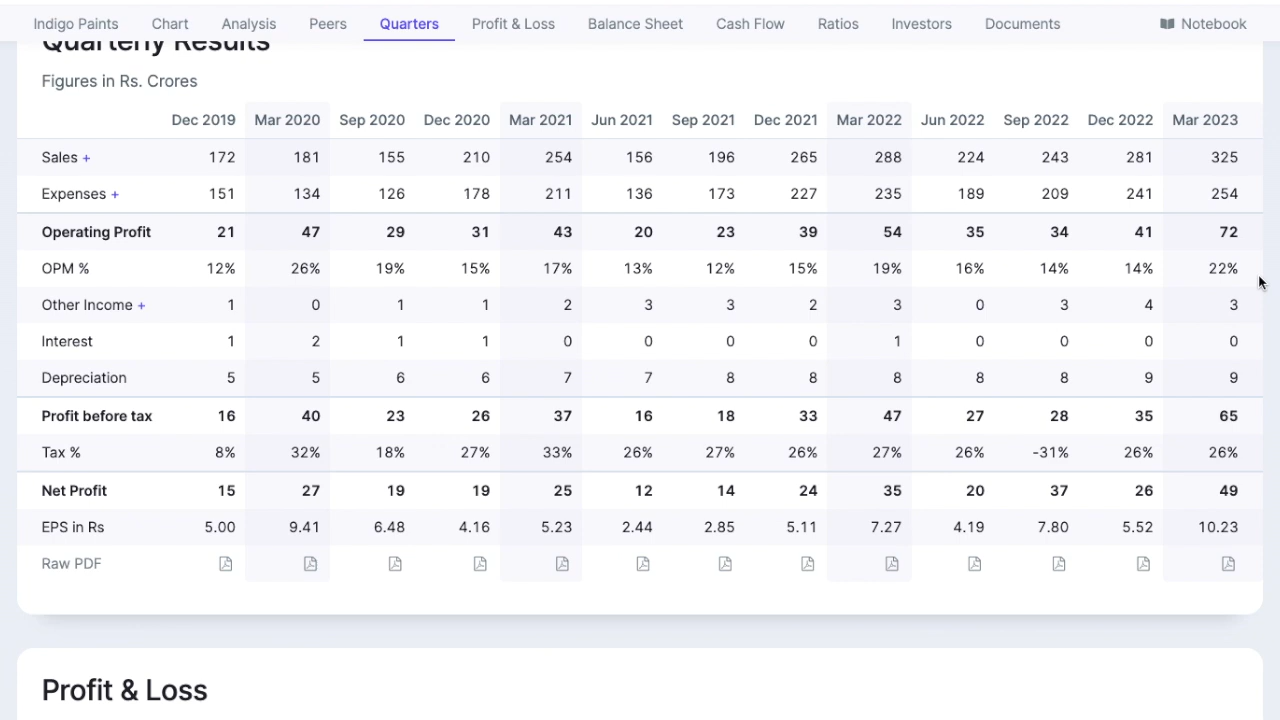 Indigo Paints Chart Analysis Peers Quarters Profit & Loss Balance Sheet Cash Flow Ratios Investors Documents Notebook
Quarterly Results
Figures in Rs. Crores
Dec 2019 Mar 2020 Sep 2020 Dec 2020 Mar 2021 Jun 2021 Sep 2021 Dec 2021 Mar 2022 Jun 2022 Sep 2022 Dec 2022 Mar 2023
Sales + 172 181 155 210 254 156 196 265 288 224 243 281 325
Expenses + 151 134 126 178 211 136 173 227 235 189 209 241 254
Operating Profit 21 47 29 31 43 20 23 39 54 35 34 41 72
OPM % 12% 26% 19% 15% 17% 13% 12% 15% 19% 16% 14% 14% 22%
Other Income + 1 0 1 1 2 3 3 2 3 0 3 4 3
Interest 1 2 1 1 0 0 0 0 1 0 0 0 0
Depreciation 5 5 6 6 7 7 8 8 8 8 8 9 9
Profit before tax 16 40 23 26 37 16 18 33 47 27 28 35 65
Tax % 8% 32% 18% 27% 33% 26% 27% 26% 27% 26% -31% 26% 26%
Net Profit 15 27 19 19 25 12 14 24 35 20 37 26 49
EPS in Rs 5.00 9.41 6.48 4.16 5.23 2.44 2.85 5.11 7.27 4.19 7.80 5.52 10.23
Raw PDF
Profit & Loss